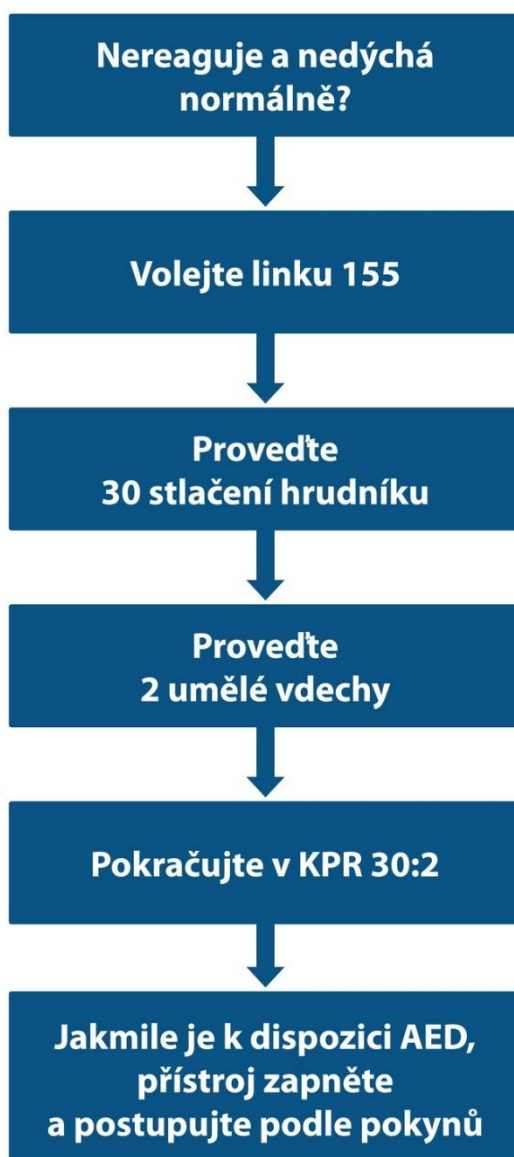 Nereaguje a nedýchá
normálně?
Volejte linku 155
Proveďte
30 stlačení hrudníku
Proveďte
2 umělé vdechy
Pokračujte v KPR 30:2
Jakmile je k dispozici AED,
přístroj zapněte
a postupujte podle pokynů